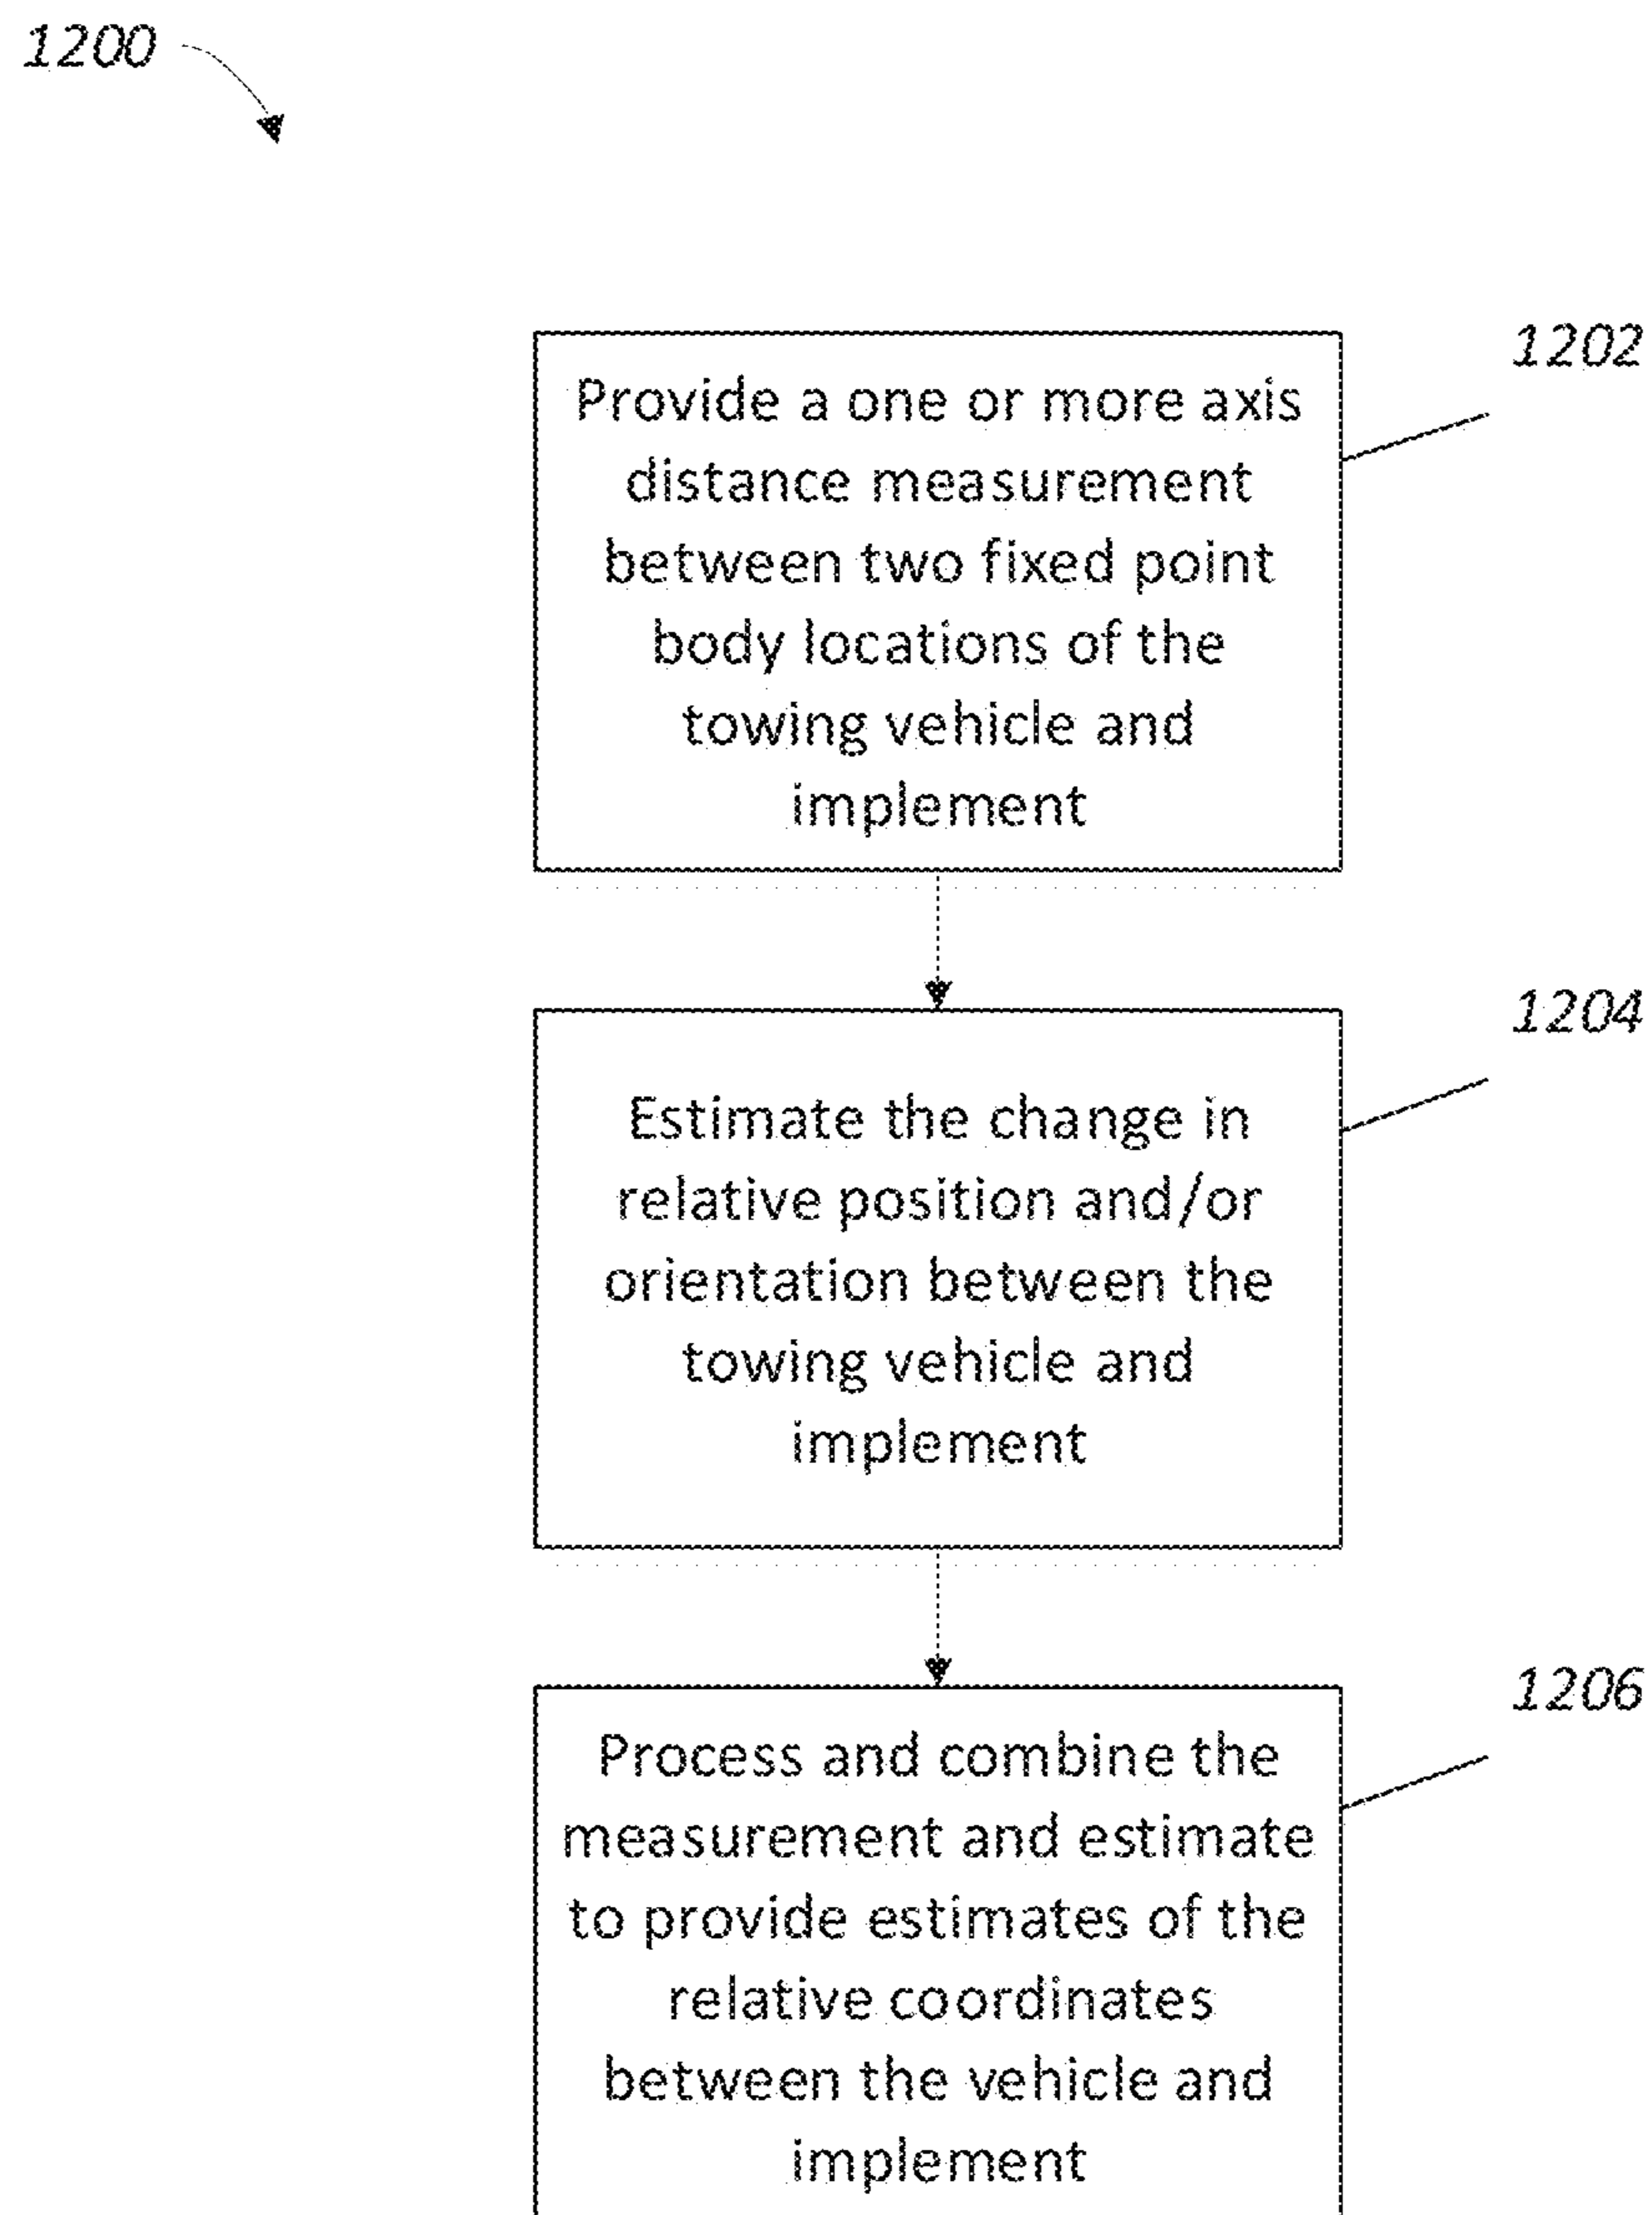 1200
1202
Provide a one or more axis
distance measurement
between two fixed point
body locations of the
towing vehicle and
implement
1204
Estimate the change in
relative position and/or
orientation between the
towing vehicle and
implement
1206
Process and combine the
measurement and estimate
to provide estimates of the
relative coordinates
between the vehicle and
implement